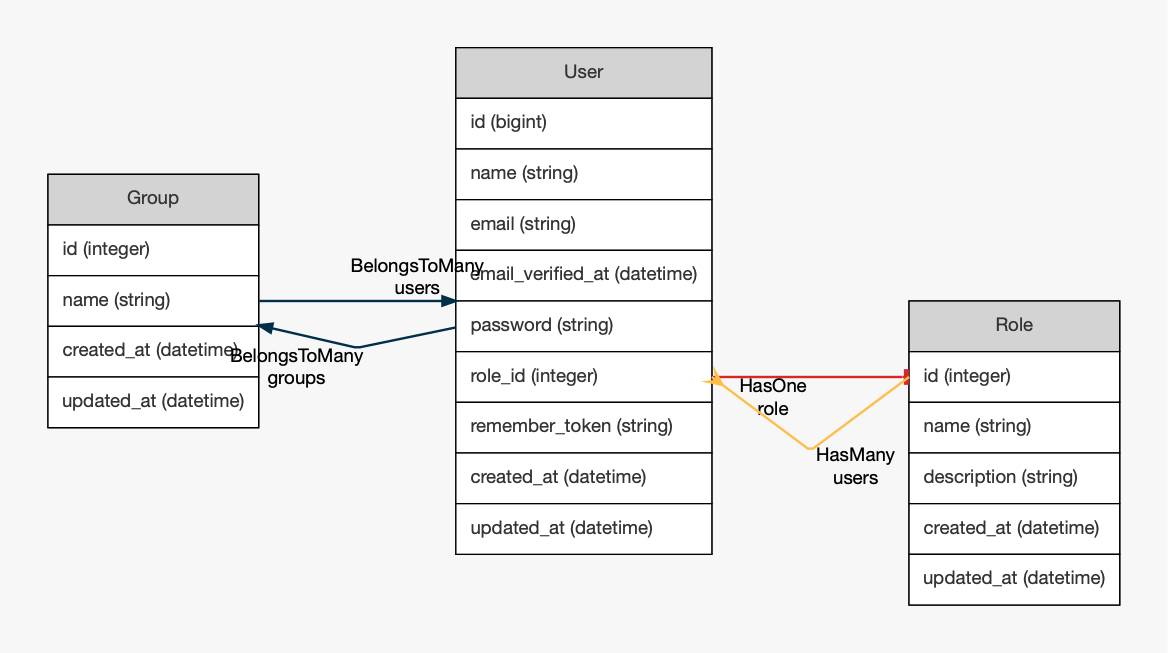 Group
id (integer)
name (string)
created_at (datetime)
updated_at (datetime)
BelongsToMany
users
BelongsToMany
groups
User
id (bigint)
name (string)
email (string)
email_verified_at (datetime)
password (string)
role_id (integer)
remember_token (string)
created_at (datetime)
updated_at (datetime)
HasOne
role
HasMany
users
Role
id (integer)
name (string)
description (string)
created_at (datetime)
updated_at (datetime)